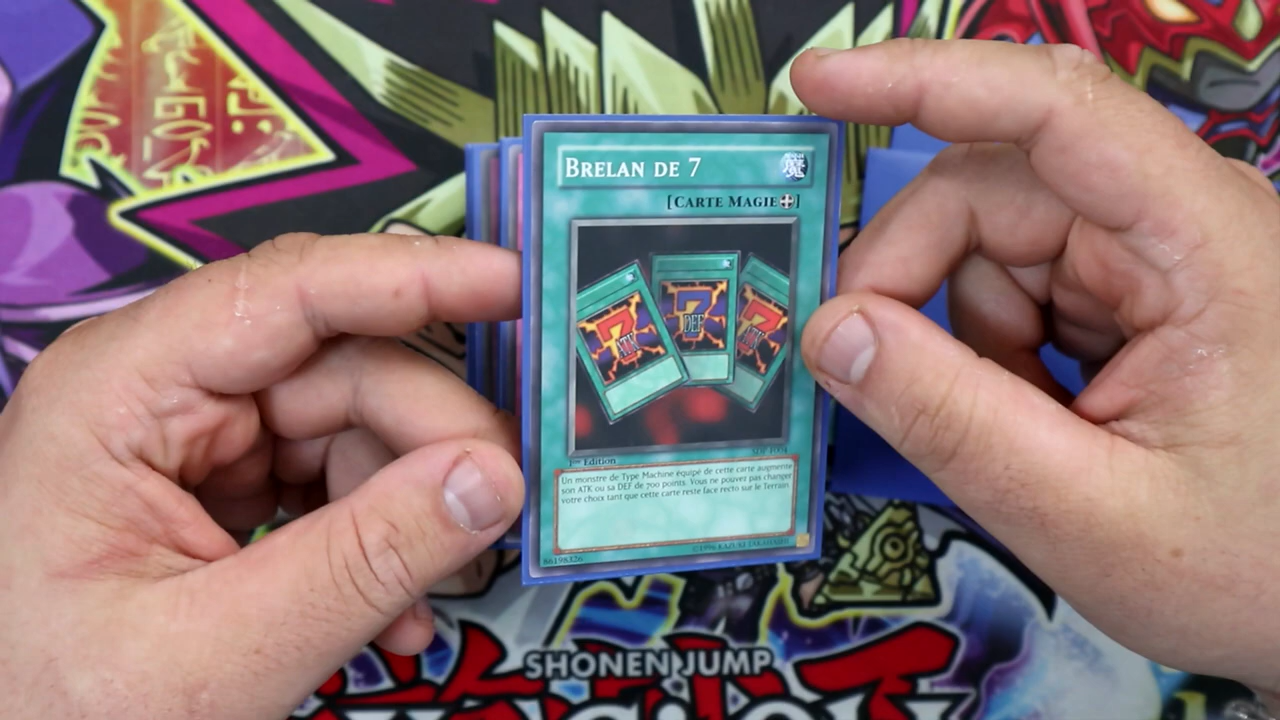 BRELAN DE 7
[CARTE MAGIE]
ATK
DEF
ATK
1ère Edition
Un monstre de Type Machine équipé de cette carte augmente
son ATK ou sa DEF de 700 points. Vous ne pouvez pas changer
votre choix tant que cette carte reste face recto sur le Terrain.
86198326
©1996 KAZUKI TAKAHASHI
SHONEN JUMP